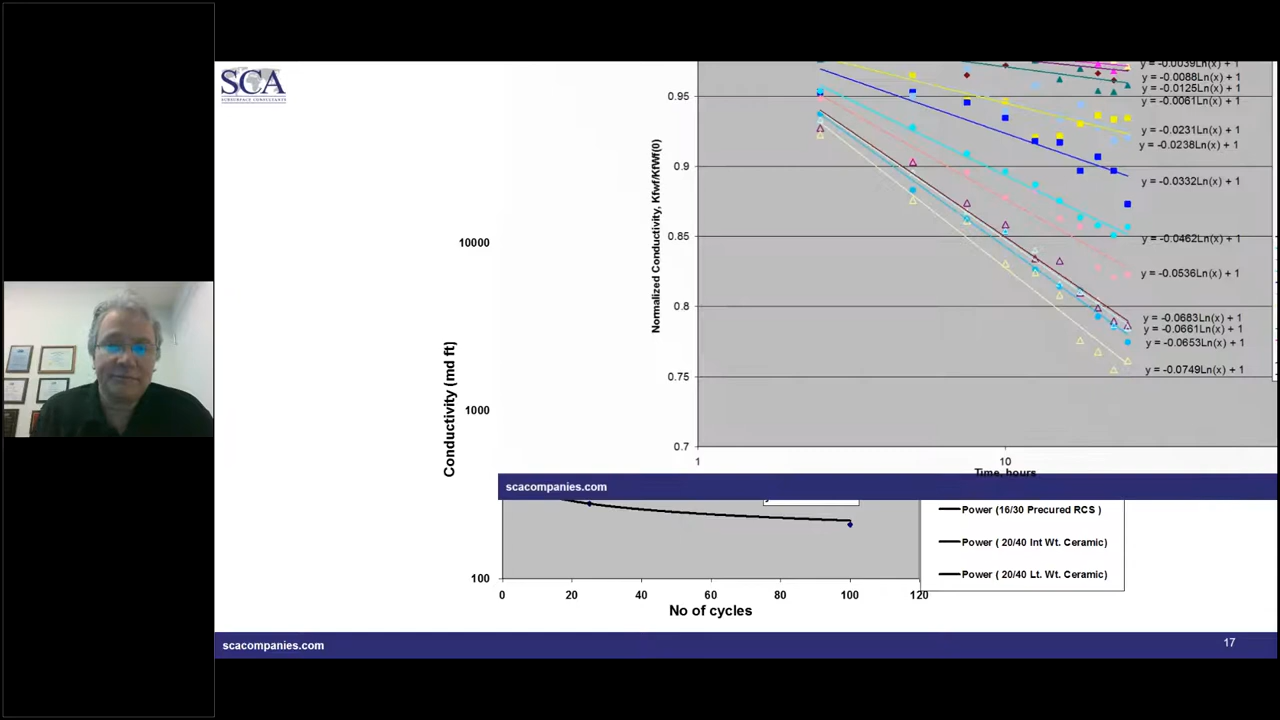 SCA
SUBSURFACE CONSULTANTS
y = -0.0039Ln(x) + 1
y = -0.0088Ln(x) + 1
y = -0.0125Ln(x) + 1
y = -0.0061Ln(x) + 1
y = -0.0231Ln(x) + 1
y = -0.0238Ln(x) + 1
y = -0.0332Ln(x) + 1
y = -0.0462Ln(x) + 1
y = -0.0536Ln(x) + 1
y = -0.0683Ln(x) + 1
y = -0.0661Ln(x) + 1
y = -0.0653Ln(x) + 1
y = -0.0749Ln(x) + 1
0.95
0.9
0.85
0.8
0.75
0.7
Normalized Conductivity, Kfwf/KfWf(0)
1
10
Time, hours
scacompanies.com
10000
1000
100
Conductivity (md ft)
0
20
40
60
80
100
120
No of cycles
Power (16/30 Precured RCS )
Power ( 20/40 Int Wt. Ceramic)
Power ( 20/40 Lt. Wt. Ceramic)
scacompanies.com
17